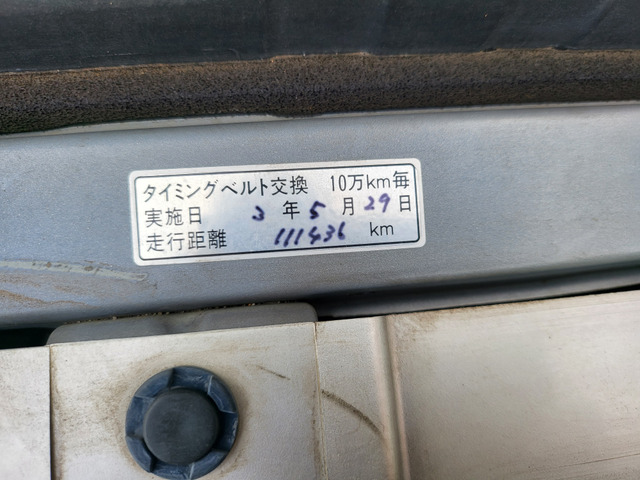 タイミングベルト交換 10万km毎
実施日 3 年 5 月 29 日
走行距離 111436 km